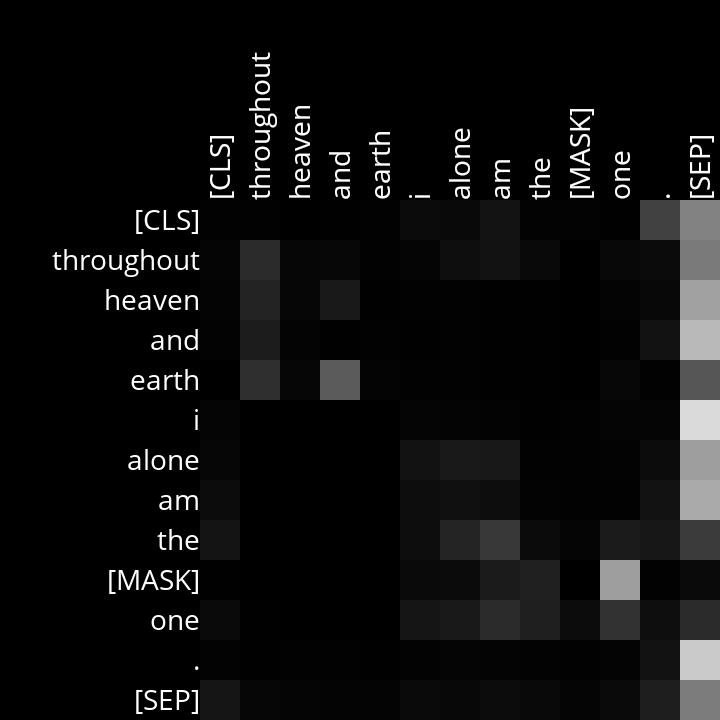 [CLS] throughout heaven and earth i alone am the [MASK] one . [SEP]
[CLS]
throughout
heaven
and
earth
i
alone
am
the
[MASK]
one
.
[SEP]